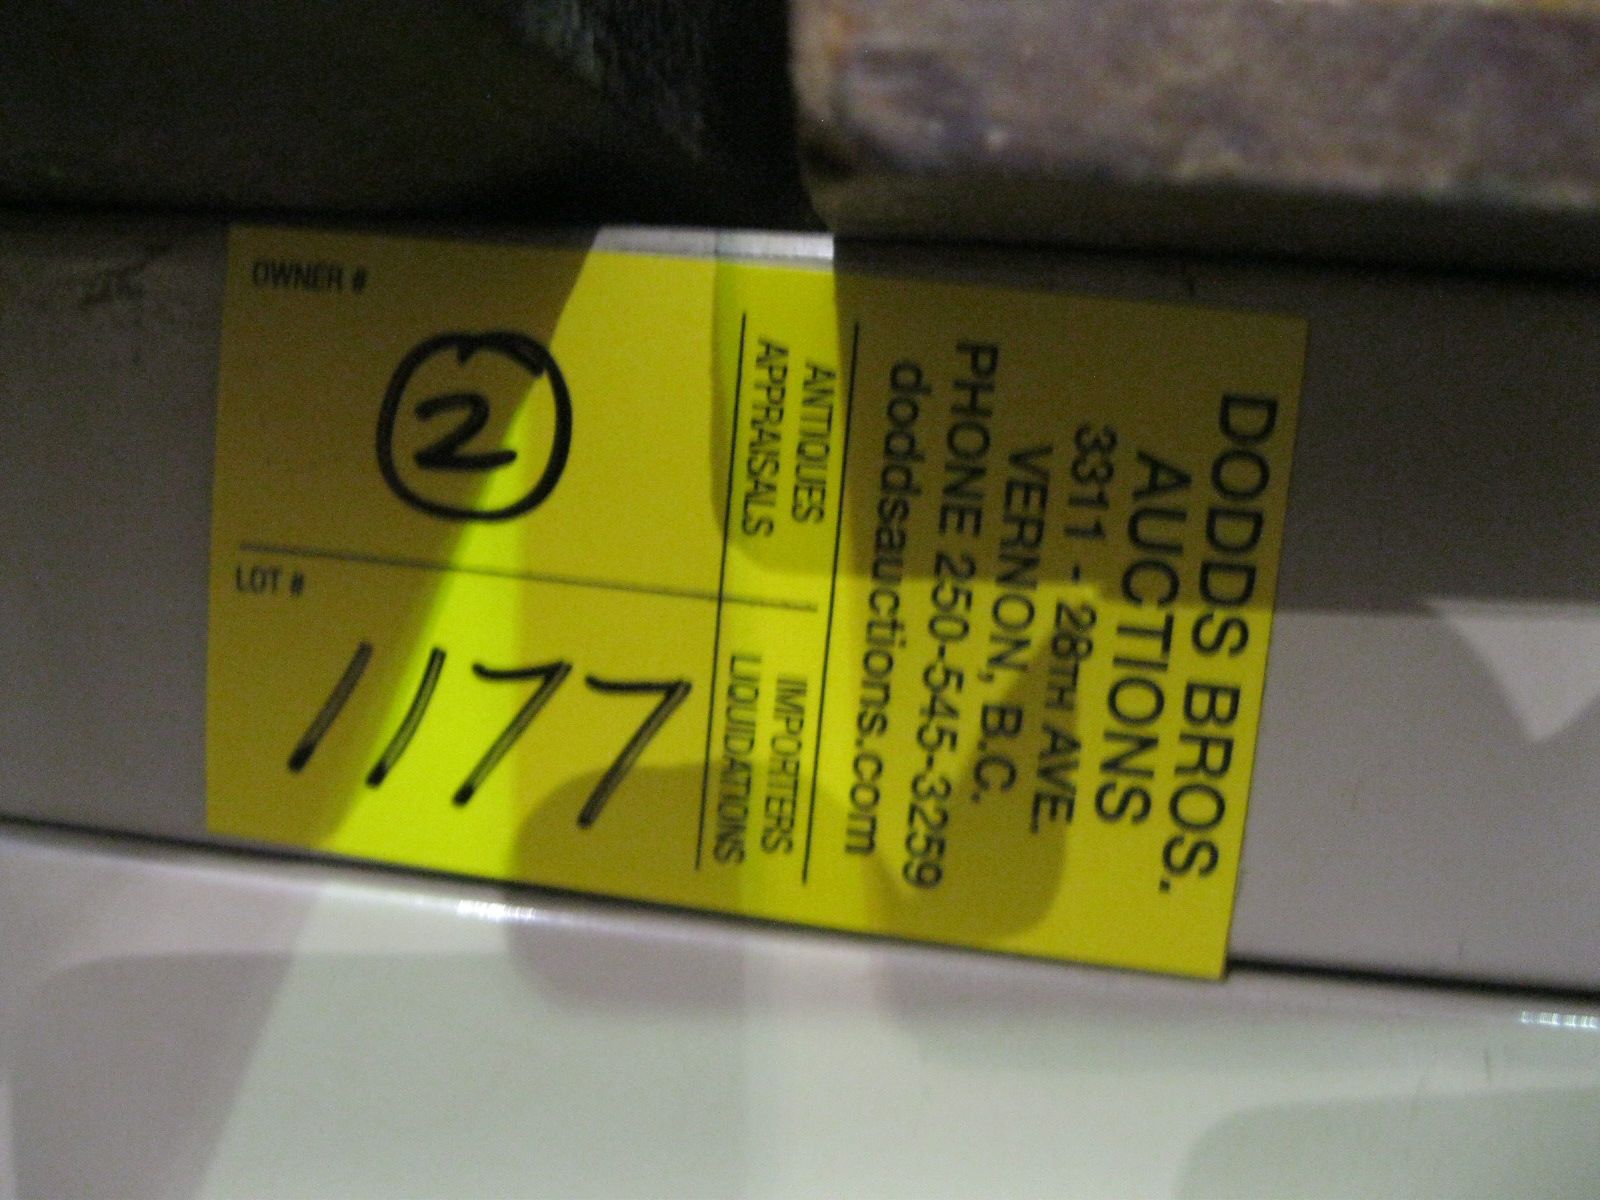 DODDS BROS.
AUCTIONS
3311 - 28TH AVE.
VERNON, B.C.
PHONE 250-545-3259
doddsauctions.com
ANTIQUES IMPORTERS
APPRAISALS LIQUIDATIONS
OWNER #
2
LOT #
1177